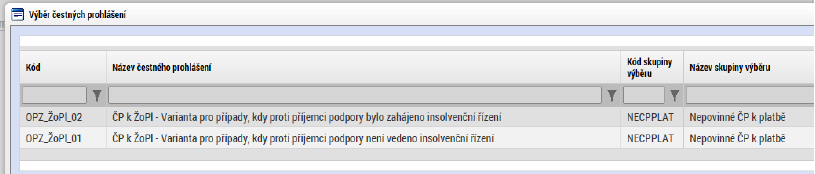 Výběr čestných prohlášení
Kód Název čestného prohlášení Kód skupiny výběru Název skupiny výběru
OPZ_ŽoPl_02 ČP k ŽoPl - Varianta pro případy, kdy proti příjemci podpory bylo zahájeno insolvenční řízení NECPPLAT Nepovinné ČP k platbě
OPZ_ŽoPl_01 ČP k ŽoPl - Varianta pro případy, kdy proti příjemci podpory není vedeno insolvenční řízení NECPPLAT Nepovinné ČP k platbě